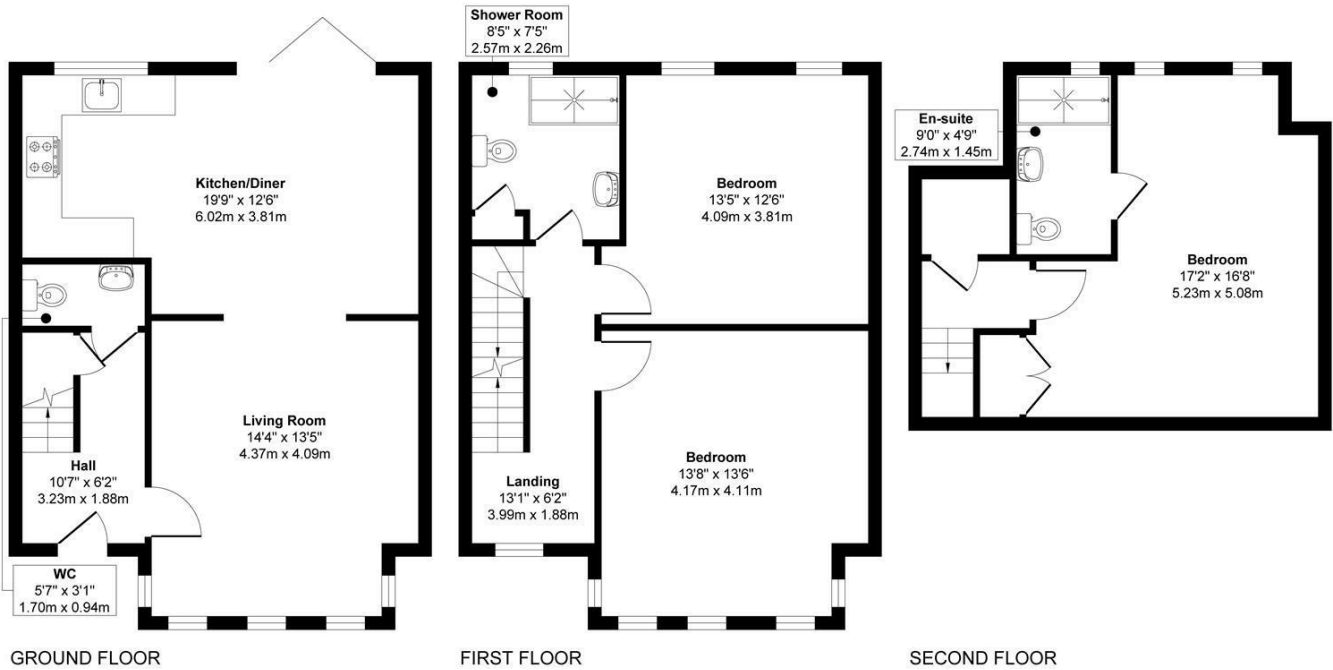 Kitchen/Diner
19'9" x 12'6"
6.02m x 3.81m
Living Room
14'4" x 13'5"
4.37m x 4.09m
Hall
10'7" x 6'2"
3.23m x 1.88m
WC
5'7" x 3'1"
1.70m x 0.94m
GROUND FLOOR
Shower Room
8'5" x 7'5"
2.57m x 2.26m
Bedroom
13'5" x 12'6"
4.09m x 3.81m
Bedroom
13'8" x 13'6"
4.17m x 4.11m
Landing
13'1" x 6'2"
3.99m x 1.88m
FIRST FLOOR
En-suite
9'0" x 4'9"
2.74m x 1.45m
Bedroom
17'2" x 16'8"
5.23m x 5.08m
SECOND FLOOR